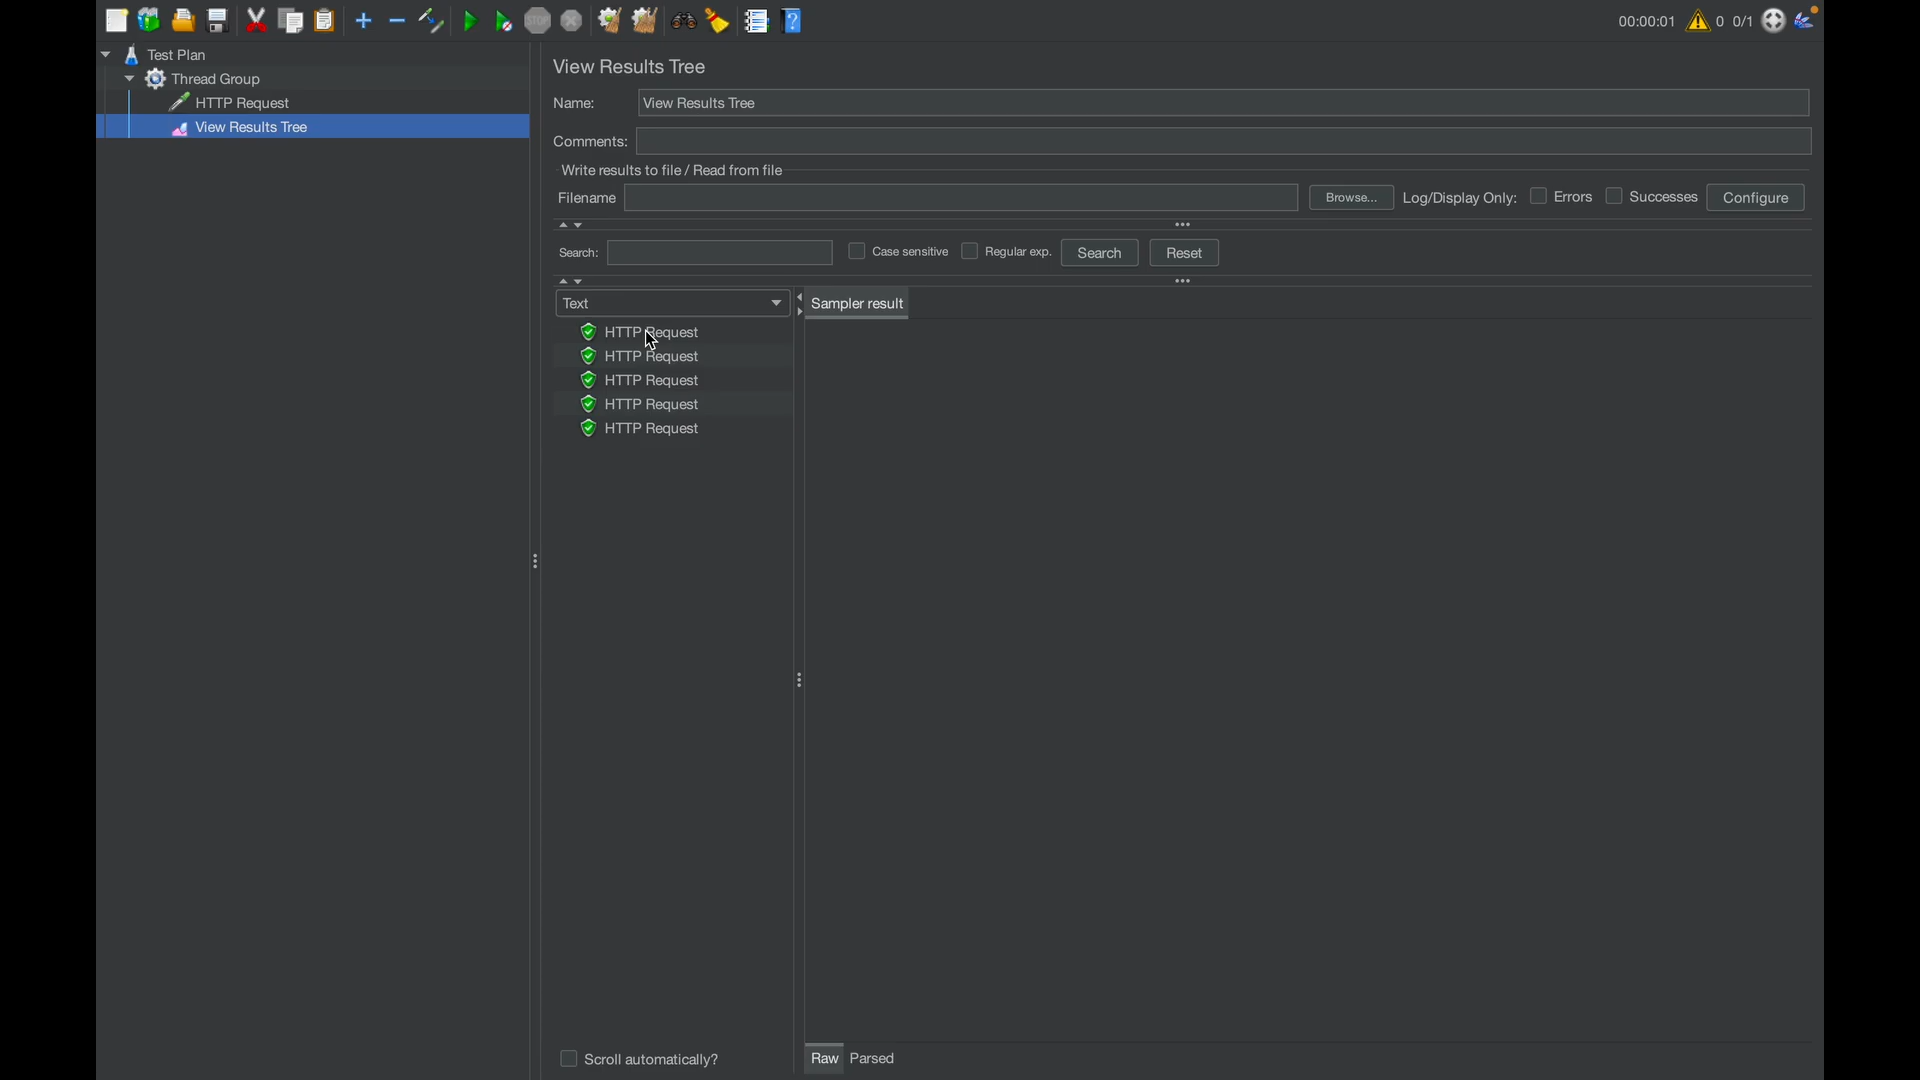 STOP
?
00:00:01 0 0/1
Test Plan
Thread Group
HTTP Request
View Results Tree
View Results Tree
Name: View Results Tree
Comments:
Write results to file / Read from file
Filename Browse... Log/Display Only: Errors Successes Configure
Search: Case sensitive Regular exp. Search Reset
Text Sampler result
HTTP Request
HTTP Request
HTTP Request
HTTP Request
HTTP Request
Scroll automatically? Raw Parsed